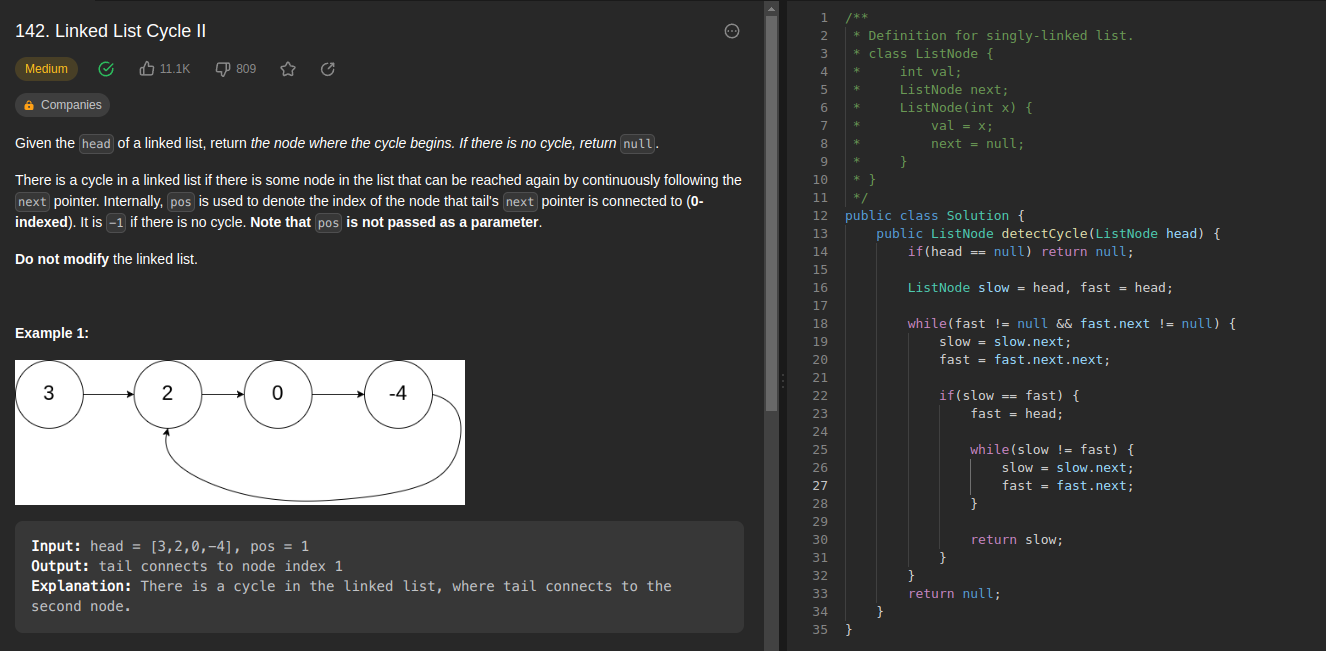 142. Linked List Cycle II
Medium 11.1K 809
Companies
Given the head of a linked list, return the node where the cycle begins. If there is no cycle, return null.
There is a cycle in a linked list if there is some node in the list that can be reached again by continuously following the
next pointer. Internally, pos is used to denote the index of the node that tail's next pointer is connected to (0-
indexed). It is -1 if there is no cycle. Note that pos is not passed as a parameter.
Do not modify the linked list.
Example 1:
3 2 0 -4
Input: head = [3,2,0,-4], pos = 1
Output: tail connects to node index 1
Explanation: There is a cycle in the linked list, where tail connects to the
second node.
1 /**
2  * Definition for singly-linked list.
3  * class ListNode {
4  *     int val;
5  *     ListNode next;
6  *     ListNode(int x) {
7  *         val = x;
8  *         next = null;
9  *     }
10  * }
11  */
12 public class Solution {
13     public ListNode detectCycle(ListNode head) {
14         if(head == null) return null;
15
16         ListNode slow = head, fast = head;
17
18         while(fast != null && fast.next != null) {
19             slow = slow.next;
20             fast = fast.next.next;
21
22             if(slow == fast) {
23                 fast = head;
24
25                 while(slow != fast) {
26                     slow = slow.next;
27                     fast = fast.next;
28                 }
29
30                 return slow;
31             }
32         }
33         return null;
34     }
35 }